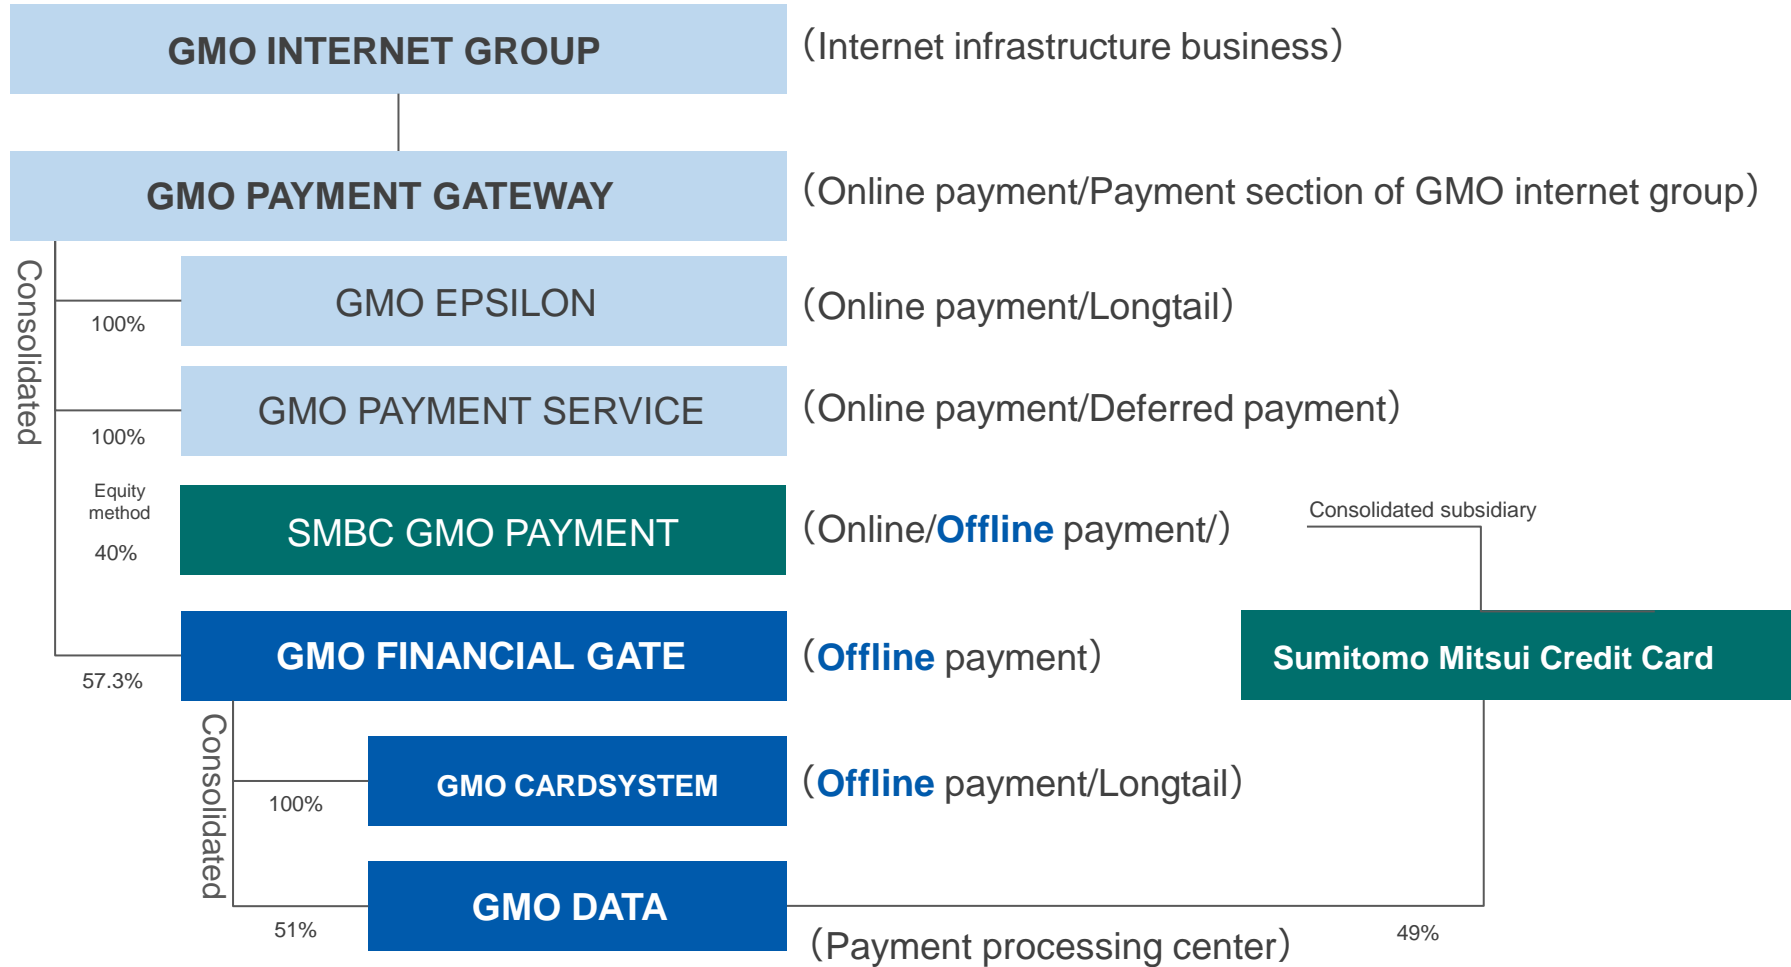 GMO INTERNET GROUP
（Internet infrastructure business）
GMO PAYMENT GATEWAY
（Online payment/Payment section of GMO internet group）
Consolidated
GMO EPSILON
（Online payment/Longtail）
100%
GMO PAYMENT SERVICE
（Online payment/Deferred payment）
100%
Equity
method
40%
SMBC GMO PAYMENT
（Online/Offline payment/）
Consolidated subsidiary
GMO FINANCIAL GATE
（Offline payment）
57.3%
Sumitomo Mitsui Credit Card
Consolidated
GMO CARDSYSTEM
（Offline payment/Longtail）
100%
GMO DATA
51%
（Payment processing center）
49%